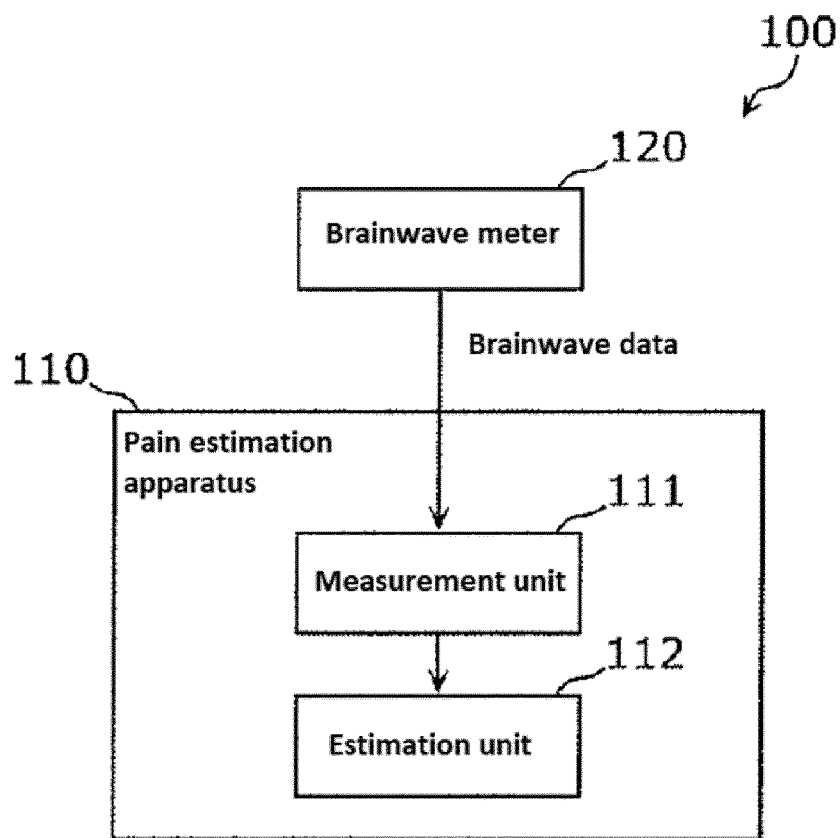 100
120
Brainwave meter
Brainwave data
110
Pain estimation
apparatus
111
Measurement unit
112
Estimation unit